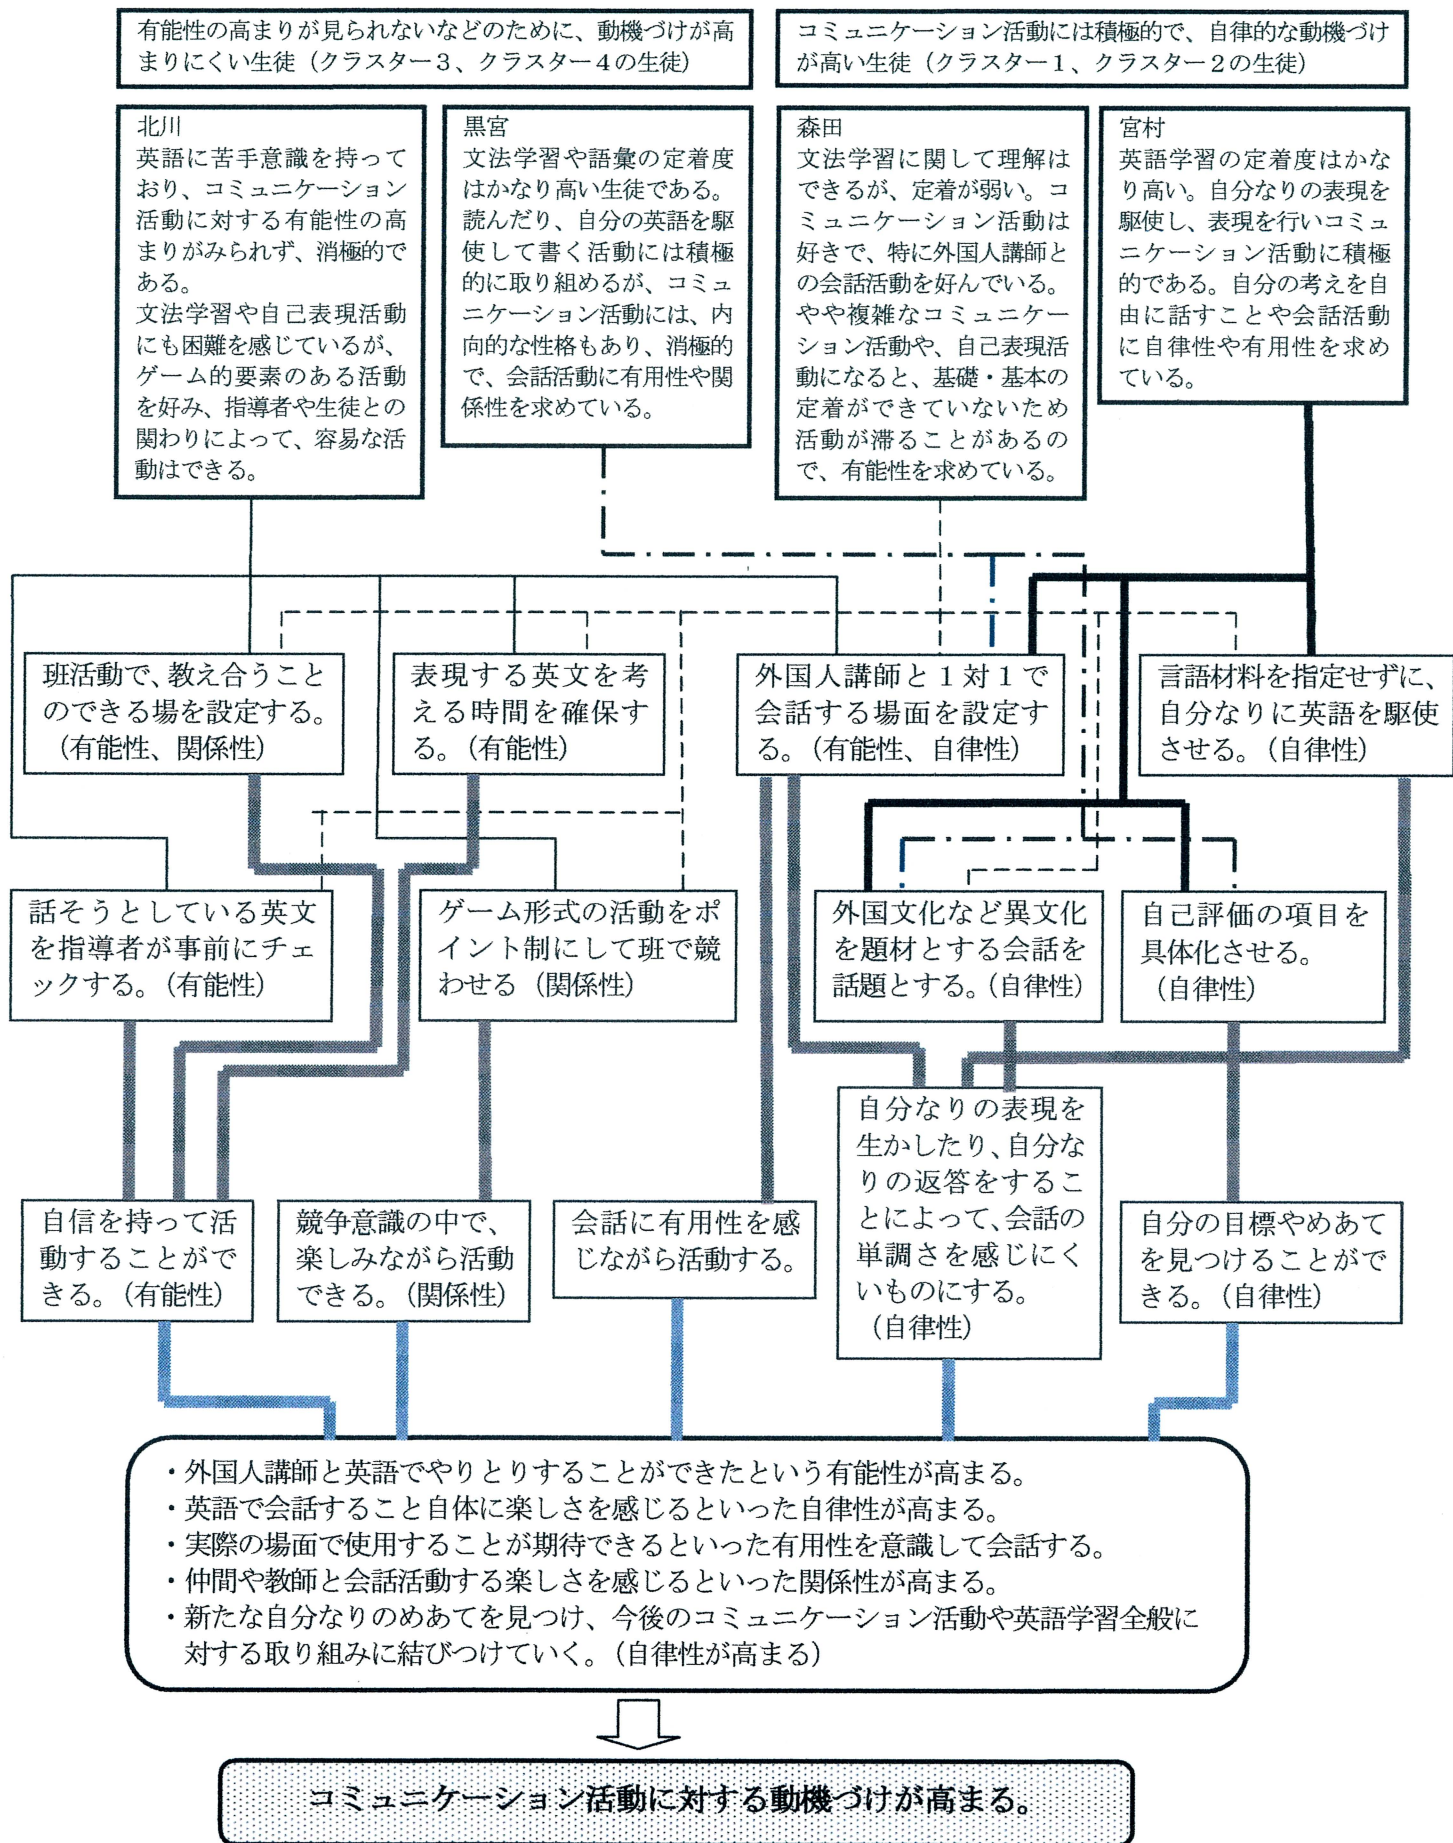 有能性の高まりが見られないなどのために、動機づけが高
まりにくい生徒（クラスター３、クラスター４の生徒）
コミュニケーション活動には積極的で、自律的な動機づけ
が高い生徒（クラスター１、クラスター２の生徒）
北川
英語に苦手意識を持って
おり、コミュニケーション
活動に対する有能性の高
まりがみられず、消極的で
ある。
文法学習や自己表現活動
にも困難を感じているが、
ゲーム的要素のある活動
を好み、指導者や生徒との
関わりによって、容易な活
動はできる。
黒宮
文法学習や語彙の定着度
はかなり高い生徒である。
読んだり、自分の英語を駆
使して書く活動には積極
的に取り組めるが、コミュ
ニケーション活動には、内
向的な性格もあり、消極的
で、会話活動に有用性や関
係性を求めている。
森田
文法学習に関して理解は
できるが、定着が弱い。コ
ミュニケーション活動は
好きで、特に外国人講師と
の会話活動を好んでいる。
やや複雑なコミュニケー
ション活動や、自己表現活
動になると、基礎・基本の
定着ができていないため
活動が滞ることがあるの
で、有能性を求めている。
宮村
英語学習の定着度はかな
り高い。自分なりの表現を
駆使し、表現を行いコミュ
ニケーション活動に積極
的である。自分の考えを自
由に話すことや会話活動
に自律性や有用性を求め
ている。
班活動で、教え合うこと
のできる場を設定する。
（有能性、関係性）
表現する英文を考
える時間を確保す
る。（有能性）
外国人講師と１対１で
会話する場面を設定す
る。（有能性、自律性）
言語材料を指定せずに、
自分なりに英語を駆使
させる。（自律性）
話そうとしている英文
を指導者が事前にチェ
ックする。（有能性）
ゲーム形式の活動をポ
イント制にして班で競
わせる（関係性）
外国文化など異文化
を題材とする会話を
話題とする。（自律性）
自己評価の項目を
具体化させる。
（自律性）
自信を持って活
動することがで
きる。（有能性）
競争意識の中で、
楽しみながら活動
できる。（関係性）
会話に有用性を感
じながら活動する。
自分なりの表現を
生かしたり、自分な
りの返答をするこ
とによって、会話の
単調さを感じにく
いものにする。
（自律性）
自分の目標やめあて
を見つけることがで
きる。（自律性）
・外国人講師と英語でやりとりすることができたという有能性が高まる。
・英語で会話すること自体に楽しさを感じるといった自律性が高まる。
・実際の場面で使用することが期待できるといった有用性を意識して会話する。
・仲間や教師と会話活動する楽しさを感じるといった関係性が高まる。
・新たな自分なりのめあてを見つけ、今後のコミュニケーション活動や英語学習全般に
対する取り組みに結びつけていく。（自律性が高まる）
コミュニケーション活動に対する動機づけが高まる。